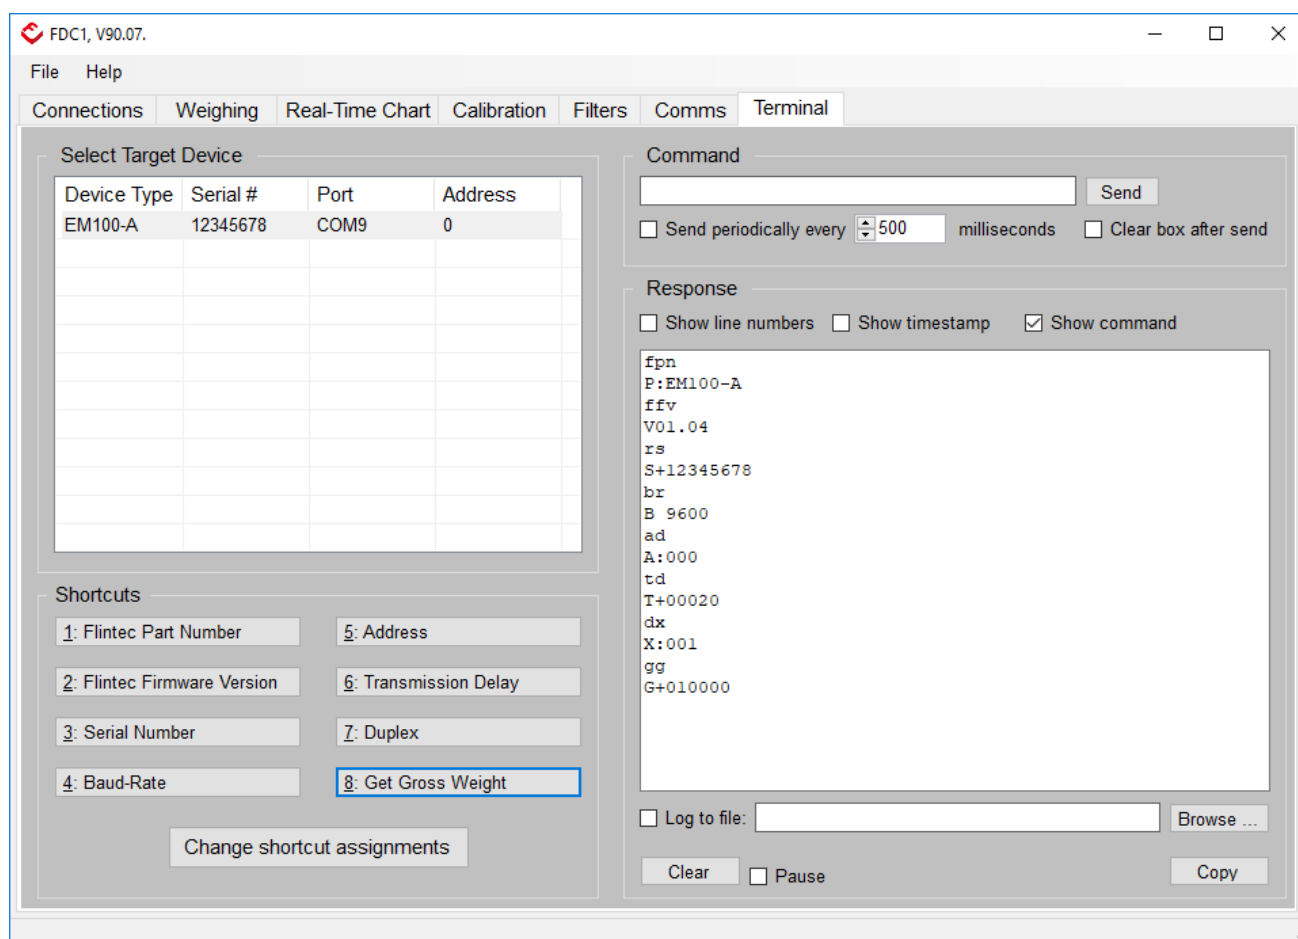 FDC1, V90.07.
File Help
Connections Weighing Real-Time Chart Calibration Filters Comms Terminal
Select Target Device
Device Type Serial # Port Address
EM100-A 12345678 COM9 0
Shortcuts
1: Flintec Part Number
5: Address
2: Flintec Firmware Version
6: Transmission Delay
3: Serial Number
7: Duplex
4: Baud-Rate
8: Get Gross Weight
Change shortcut assignments
Command
Send
Send periodically every 500 milliseconds Clear box after send
Response
Show line numbers Show timestamp Show command
fpn
P:EM100-A
ffv
V01.04
rs
S+12345678
br
B 9600
ad
A:000
td
T+00020
dx
X:001
gg
G+010000
Log to file: Browse ...
Clear Pause Copy